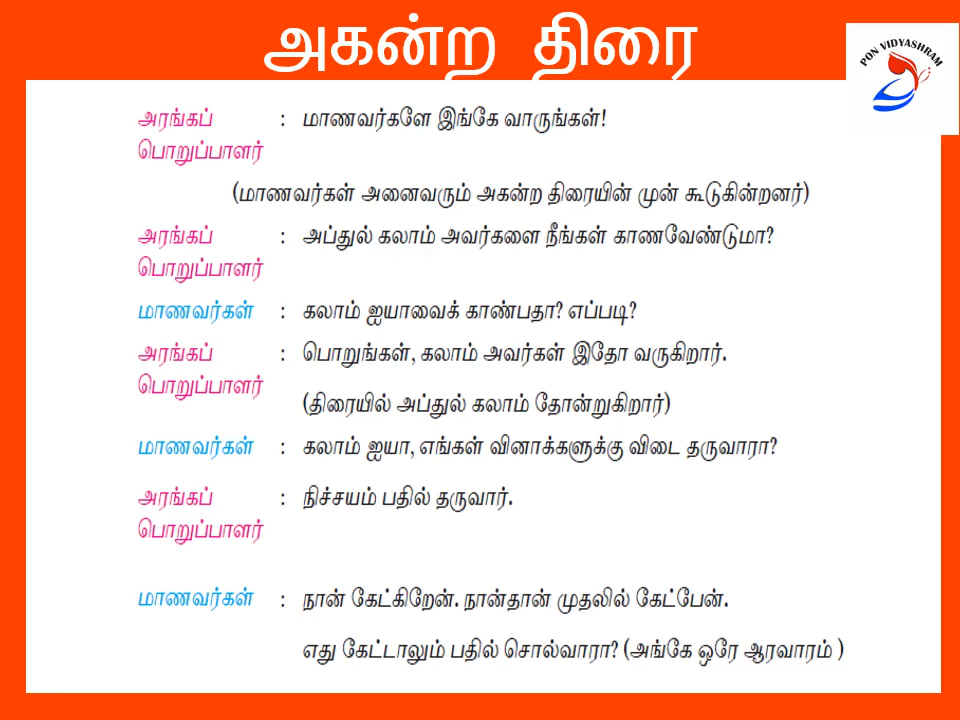 அகன்ற திரை
PON VIDYASHRAM
அரங்கப் : மாணவர்களே இங்கே வாருங்கள்!
பொறுப்பாளர்
(மாணவர்கள் அனைவரும் அகன்ற திரையின் முன் கூடுகின்றனர்)
அரங்கப் : அப்துல் கலாம் அவர்களை நீங்கள் காணவேண்டுமா?
பொறுப்பாளர்
மாணவர்கள் : கலாம் ஐயாவைக் காண்பதா? எப்படி?
அரங்கப் : பொறுங்கள், கலாம் அவர்கள் இதோ வருகிறார்.
பொறுப்பாளர்
(திரையில் அப்துல் கலாம் தோன்றுகிறார்)
மாணவர்கள் : கலாம் ஐயா, எங்கள் வினாக்களுக்கு விடை தருவாரா?
அரங்கப் : நிச்சயம் பதில் தருவார்.
பொறுப்பாளர்
மாணவர்கள் : நான் கேட்கிறேன். நான்தான் முதலில் கேட்பேன்.
எது கேட்டாலும் பதில் சொல்வாரா? (அங்கே ஒரே ஆரவாரம் )